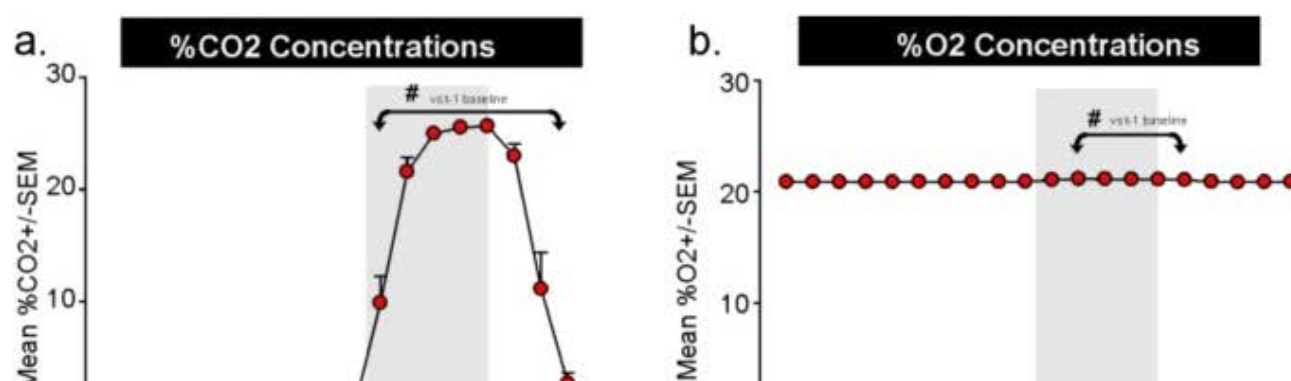 a.
%CO2 Concentrations
Mean %CO2+/-SEM
30
20
10
# vs t-1 baseline
b.
%O2 Concentrations
Mean %O2+/-SEM
30
20
10
# vs t-1 baseline